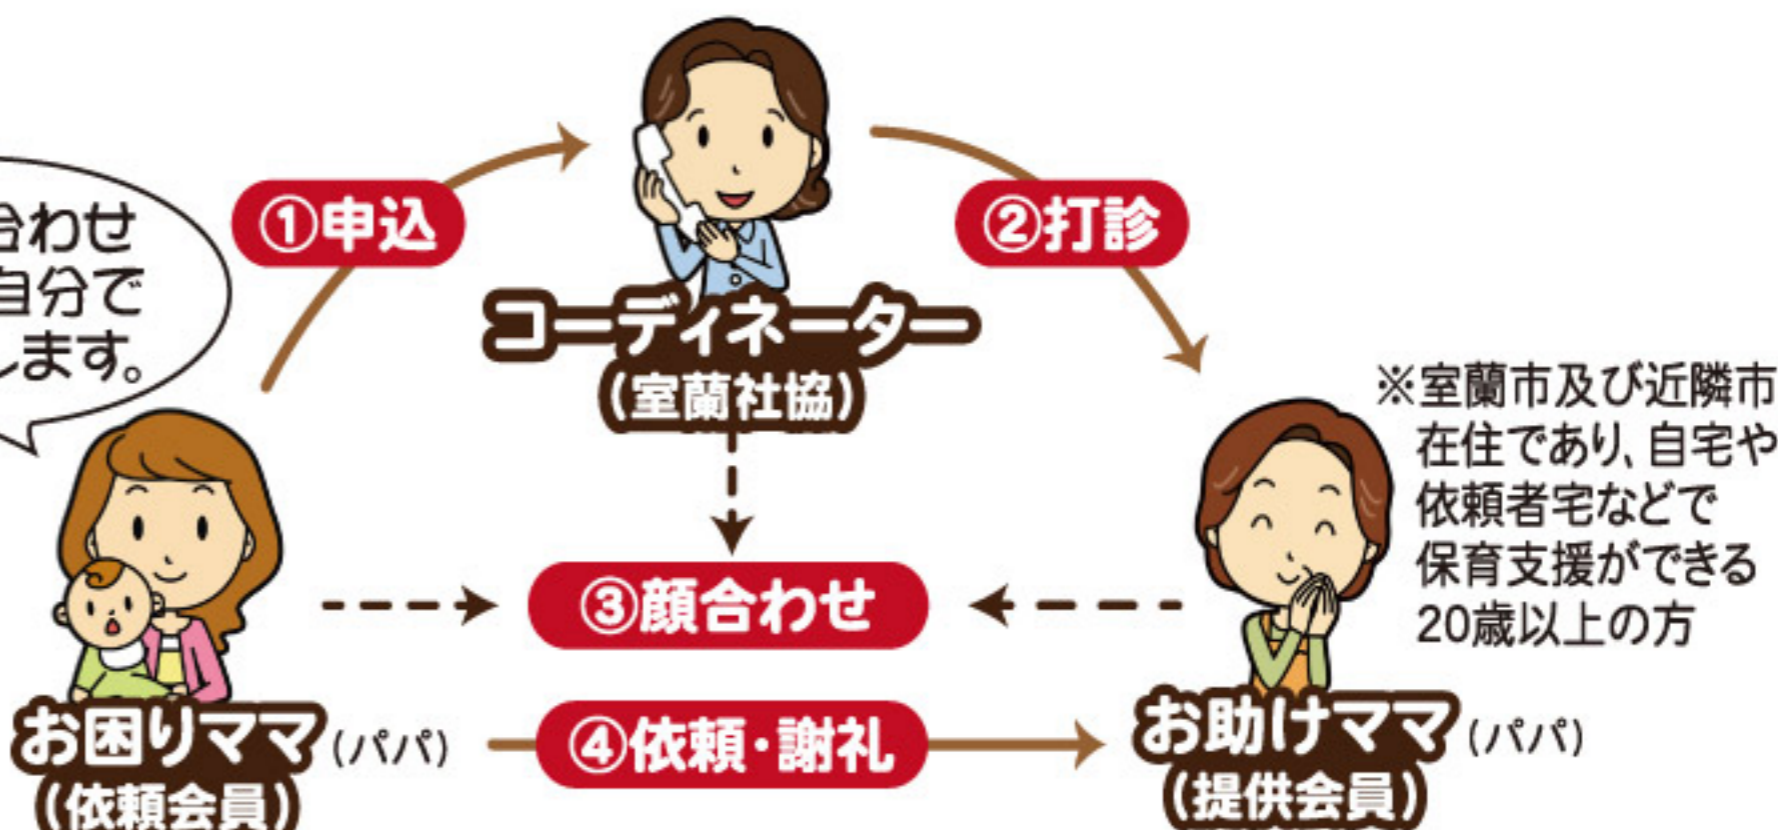 合わせ
自分で
します。
①申込
②打診
コーディネーター
(室蘭社協)
※室蘭市及び近隣市
在住であり、自宅や
依頼者宅などで
保育支援ができる
20歳以上の方
③顔合わせ
お困りママ(パパ)
(依頼会員)
④依頼・謝礼
お助けママ(パパ)
(提供会員)